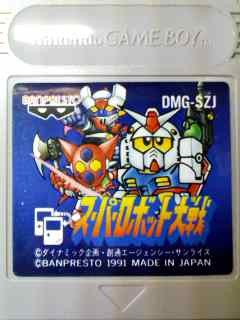 Nintendo GAME BOY™
BANPRESTO
DMG-SZJ
スーパーロボット大戦
©ダイナミック企画・創通エージェンシー・サンライズ
©BANPRESTO 1991 MADE IN JAPAN